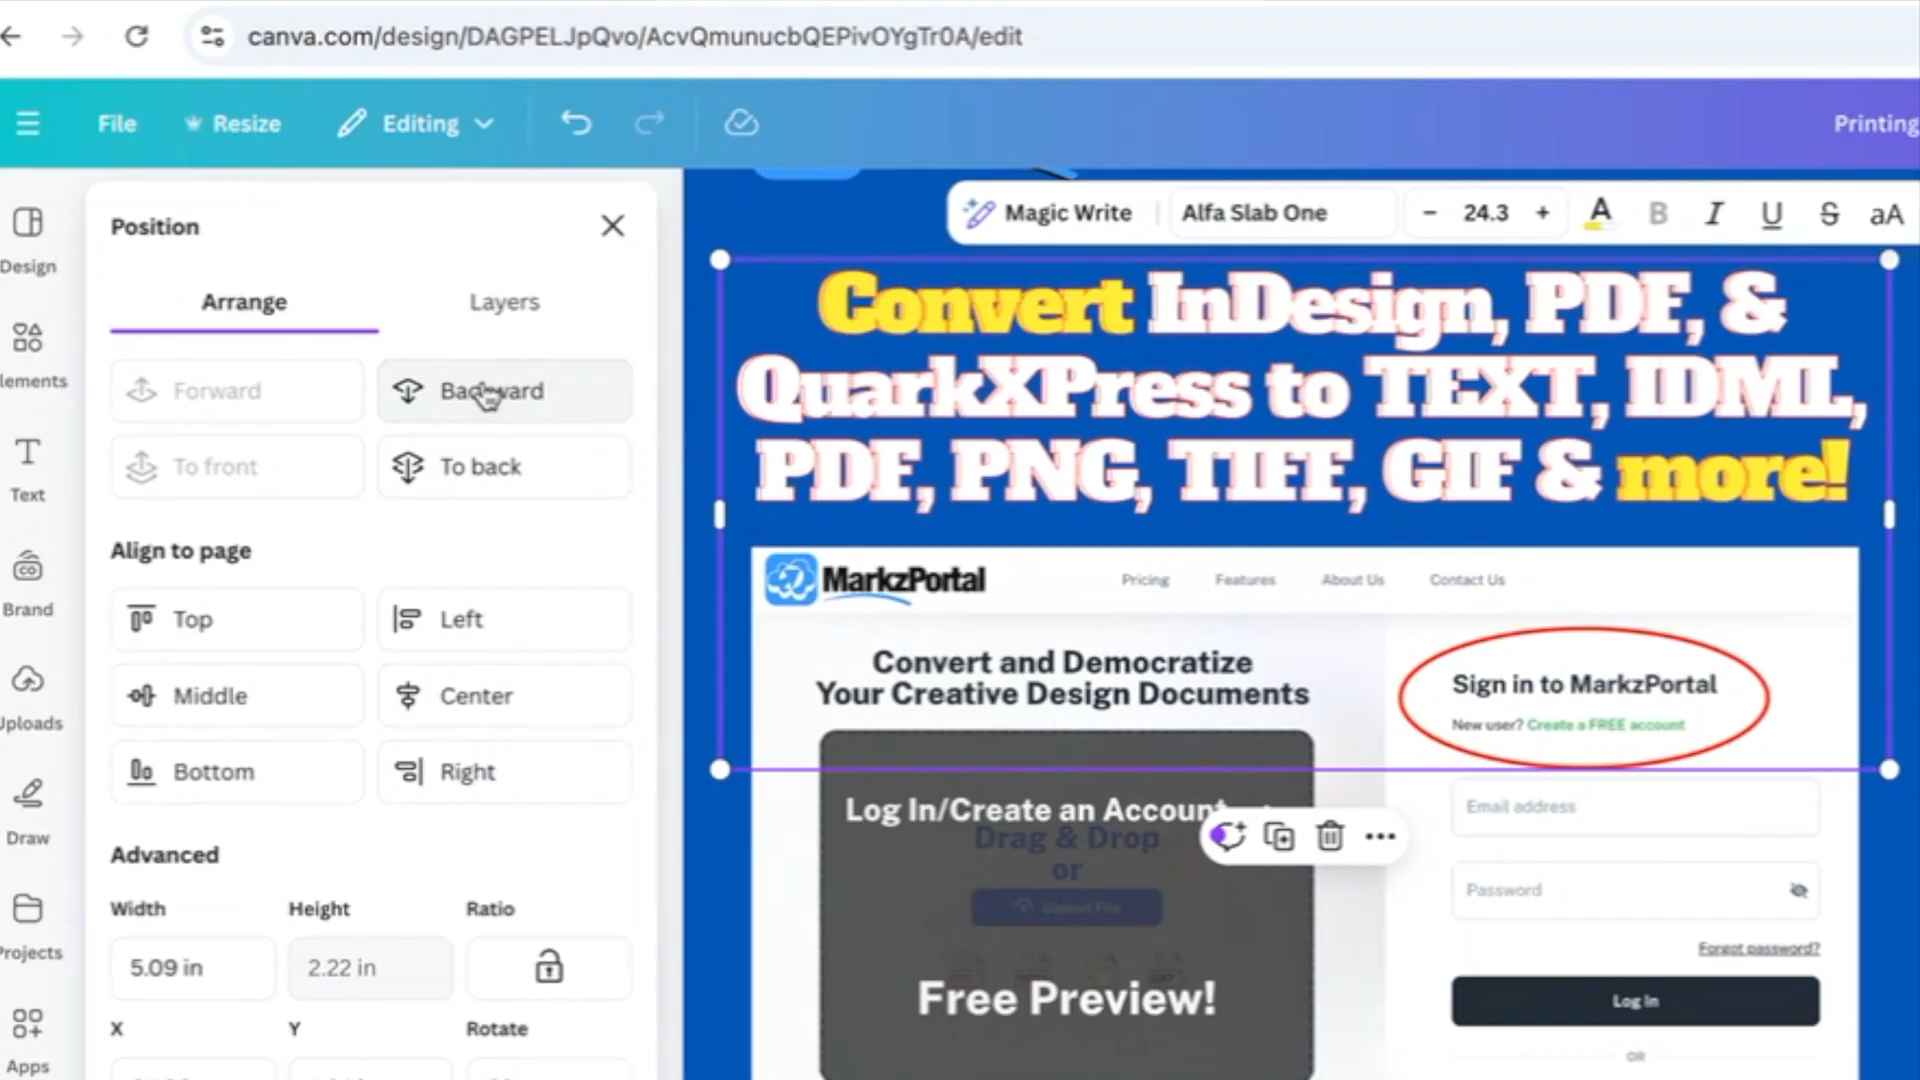 canva.com/design/DAGPELJpQvo/AcvQmunucbQEPivOYgTr0A/edit
File
Resize
Editing
Printing
Design
Elements
Text
Brand
Uploads
Draw
Projects
Apps
Position
Arrange
Layers
Forward
Backward
To front
To back
Align to page
Top
Left
Middle
Center
Bottom
Right
Advanced
Width
Height
Ratio
5.09 in
2.22 in
X
Y
Rotate
Magic Write
Alfa Slab One
− 24.3 +
A B I U S aA
Convert InDesign, PDF, &
QuarkXPress to TEXT, IDML,
PDF, PNG, TIFF, GIF & more!
MarkzPortal
Pricing
Features
About Us
Contact Us
Convert and Democratize
Your Creative Design Documents
Sign in to MarkzPortal
New user? Create a FREE account
Log In/Create an Account
Drag & Drop
or
Upload File
Free Preview!
Email address
Password
Forgot password?
Log In
OR